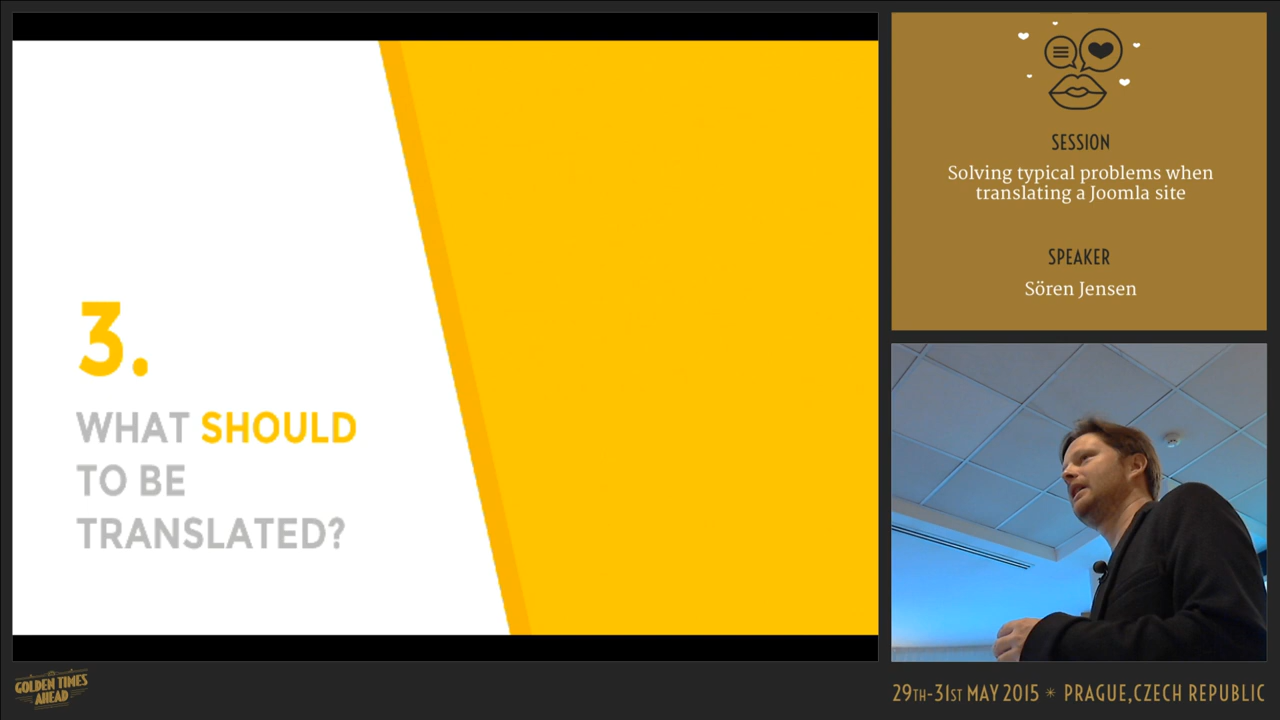 3.
WHAT SHOULD
TO BE
TRANSLATED?
SESSION
Solving typical problems when
translating a Joomla site
SPEAKER
Sören Jensen
GOLDEN TIMES
AHEAD
29TH-31ST MAY 2015 * PRAGUE,CZECH REPUBLIC